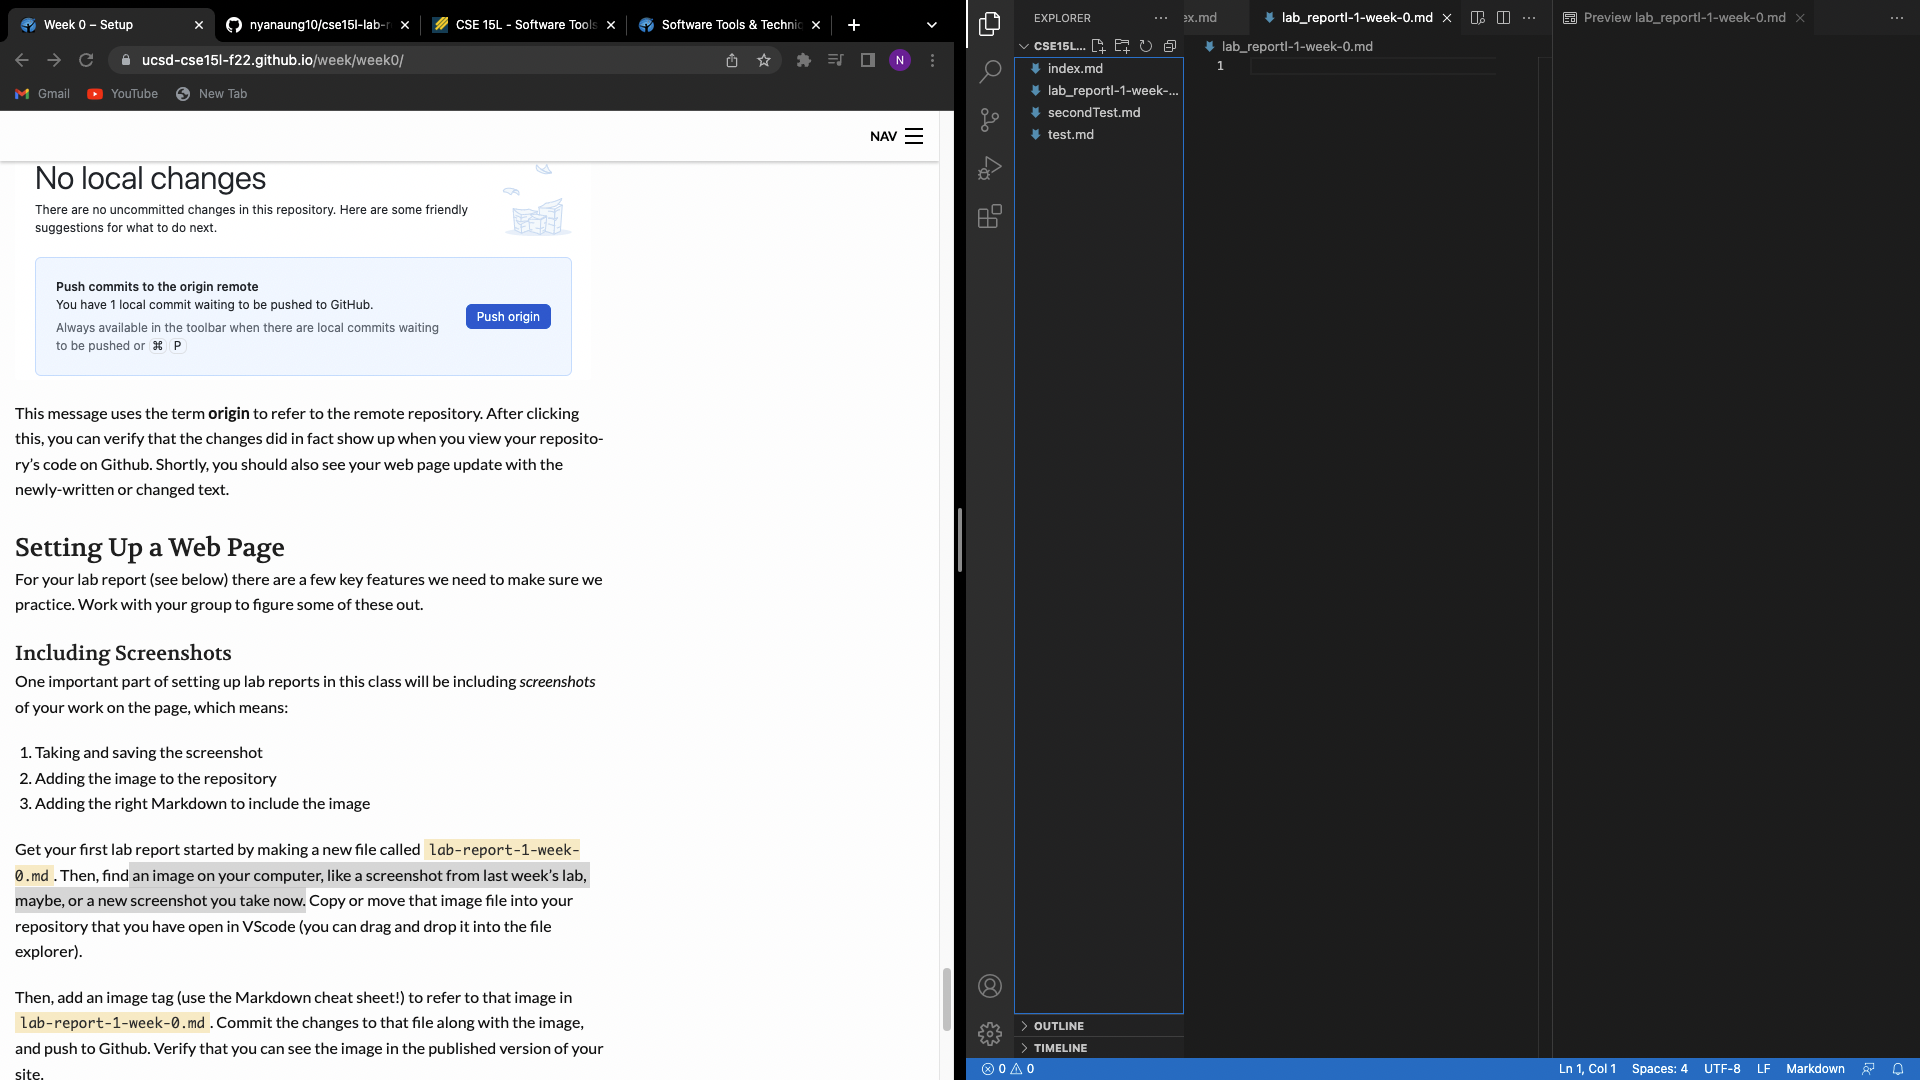 Week 0 – Setup
nyanaung10/cse15l-lab-r
CSE 15L - Software Tools
Software Tools & Techniq
ucsd-cse15l-f22.github.io/week/week0/
N
Gmail
YouTube
New Tab
NAV
No local changes
There are no uncommitted changes in this repository. Here are some friendly
suggestions for what to do next.
Push commits to the origin remote
You have 1 local commit waiting to be pushed to GitHub.
Always available in the toolbar when there are local commits waiting
to be pushed or ⌘ P
Push origin
This message uses the term origin to refer to the remote repository. After clicking
this, you can verify that the changes did in fact show up when you view your reposito-
ry’s code on Github. Shortly, you should also see your web page update with the
newly-written or changed text.
Setting Up a Web Page
For your lab report (see below) there are a few key features we need to make sure we
practice. Work with your group to figure some of these out.
Including Screenshots
One important part of setting up lab reports in this class will be including screenshots
of your work on the page, which means:
1. Taking and saving the screenshot
2. Adding the image to the repository
3. Adding the right Markdown to include the image
Get your first lab report started by making a new file called lab-report-1-week-
0.md . Then, find an image on your computer, like a screenshot from last week’s lab,
maybe, or a new screenshot you take now. Copy or move that image file into your
repository that you have open in VScode (you can drag and drop it into the file
explorer).
Then, add an image tag (use the Markdown cheat sheet!) to refer to that image in
lab-report-1-week-0.md . Commit the changes to that file along with the image,
and push to Github. Verify that you can see the image in the published version of your
site.
EXPLORER
CSE15L...
index.md
lab_reportl-1-week-...
secondTest.md
test.md
OUTLINE
TIMELINE
ex.md
lab_reportl-1-week-0.md
lab_reportl-1-week-0.md
1
Preview lab_reportl-1-week-0.md
0
0
Ln 1, Col 1
Spaces: 4
UTF-8
LF
Markdown